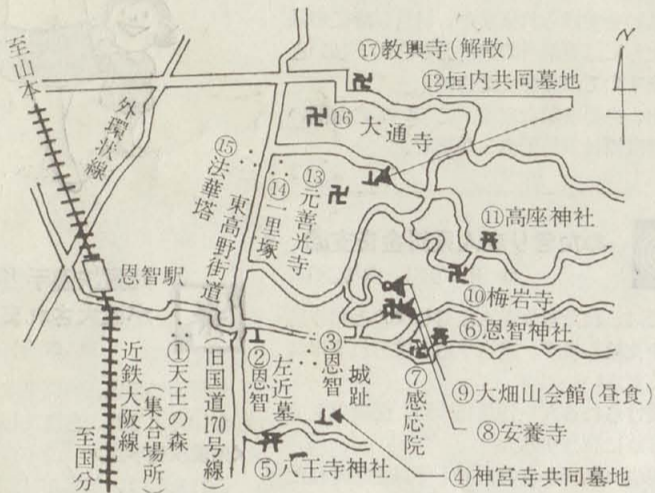 ⑰教興寺(解散)
⑫垣内共同墓地
N
至山本
外環状線
⑯大通寺
⑮法華塔
⑬元善光寺
⑭一里塚
東高野街道
(旧国道170号線)
⑪高座神社
恩智駅
⑩梅岩寺
⑥恩智神社
①天王の森
(集合場所)
近鉄大阪線
至国分
②恩智左近墓
③恩智城趾
⑦感応院
⑨大畑山会館(昼食)
⑧安養寺
⑤八王寺神社
④神宮寺共同墓地